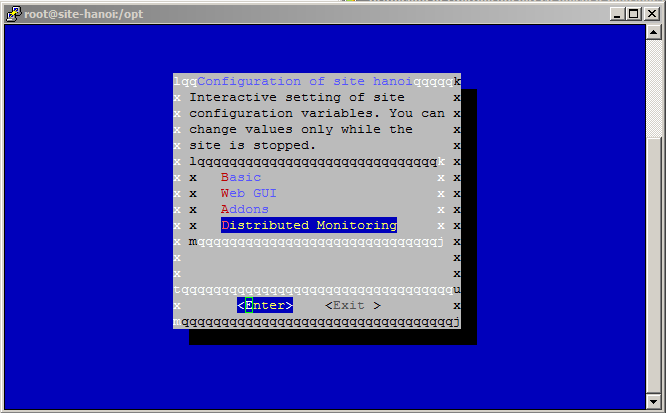 root@site-hanoi:/opt
lqqConfiguration of site hanoiqqqqqk
x Interactive setting of site x
x configuration variables. You can x
x change values only while the x
x site is stopped. x
x lqqqqqqqqqqqqqqqqqqqqqqqqqqqqqqk x
x x Basic x x
x x Web GUI x x
x x Addons x x
x x Distributed Monitoring x x
x mqqqqqqqqqqqqqqqqqqqqqqqqqqqqqqj x
x x
x x
tqqqqqqqqqqqqqqqqqqqqqqqqqqqqqqqqqqu
x <Enter> <Exit > x
mqqqqqqqqqqqqqqqqqqqqqqqqqqqqqqqqqqj